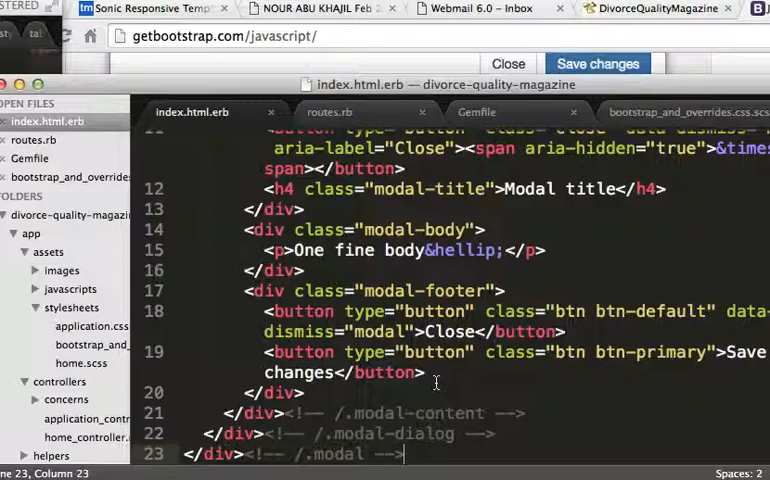 STERED
Sonic Responsive Temp
NOUR ABU KHAJIL Feb 2
Webmail 6.0 – Inbox
DivorceQualityMagazine
getbootstrap.com/javascript/
Close Save changes
index.html.erb — divorce-quality-magazine
OPEN FILES
index.html.erb
routes.rb
Gemfile
bootstrap_and_overrides.css.scs
index.html.erb
routes.rb
Gemfile
bootstrap_and_overrides
FOLDERS
divorce-quality-magazi
app
assets
images
javascripts
stylesheets
application.css
bootstrap_and_
home.scss
controllers
concerns
application_contr
home_controller.
helpers
aria-label="Close"><span aria-hidden="true">&times
span></button>
12 <h4 class="modal-title">Modal title</h4>
13 </div>
14 <div class="modal-body">
15 <p>One fine body&hellip;</p>
16 </div>
17 <div class="modal-footer">
18 <button type="button" class="btn btn-default" data-
dismiss="modal">Close</button>
19 <button type="button" class="btn btn-primary">Save
changes</button>
20 </div>
21 </div><!-- /.modal-content -->
22 </div><!-- /.modal-dialog -->
23 </div><!-- /.modal -->
ne 23, Column 23
Spaces: 2